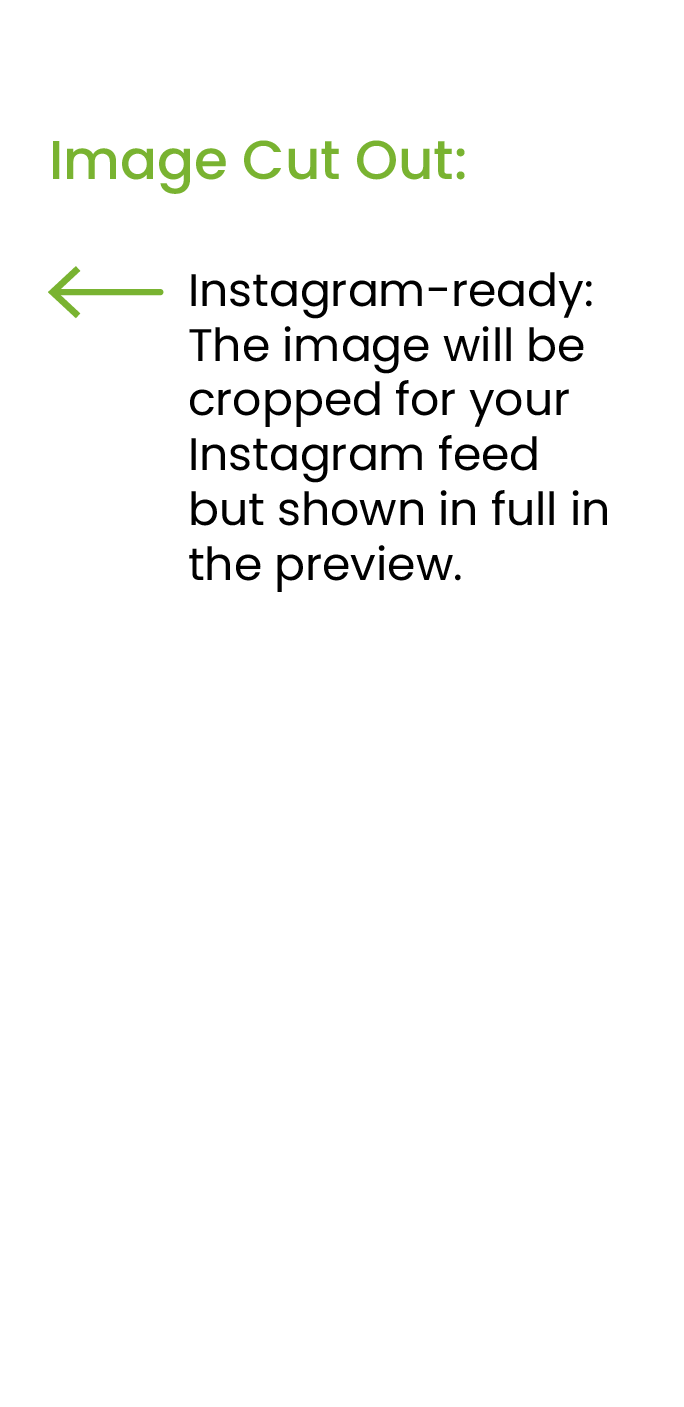 Image Cut Out:
Instagram-ready:
The image will be
cropped for your
Instagram feed
but shown in full in
the preview.